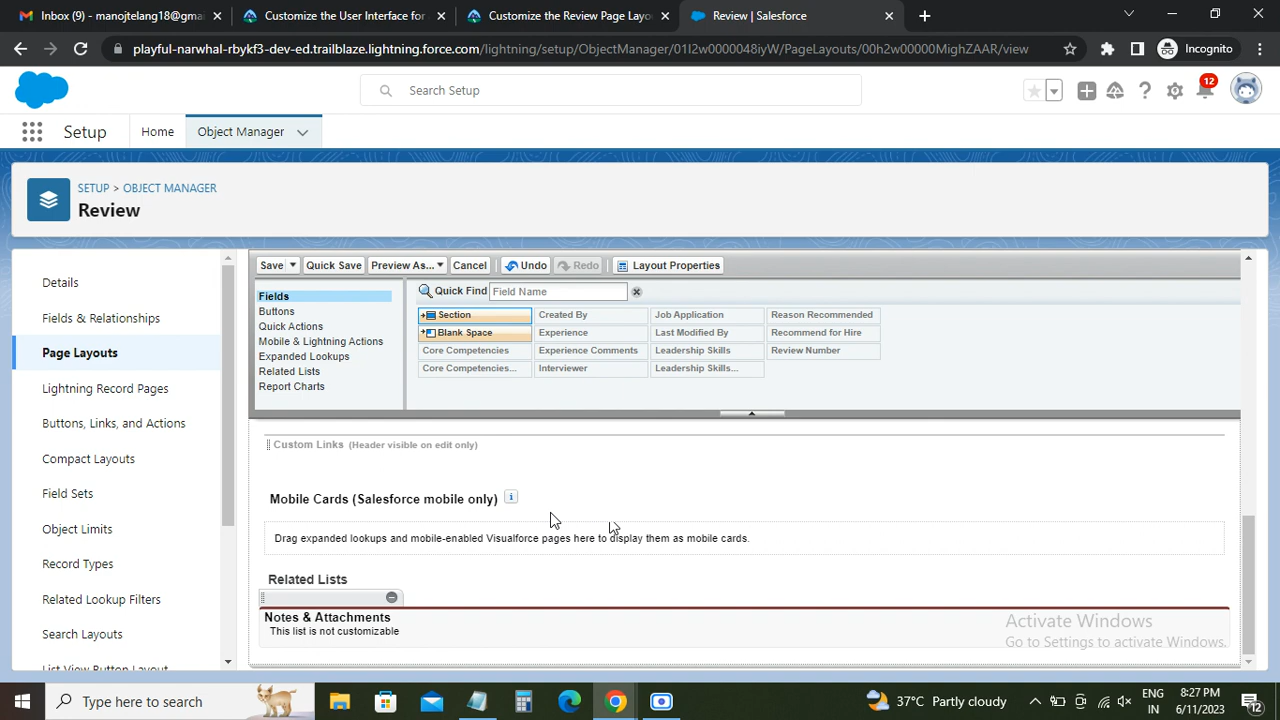 Inbox (9) - manojtelang18@gma
Customize the User Interface for
Customize the Review Page Layo
Review | Salesforce
playful-narwhal-rbykf3-dev-ed.trailblaze.lightning.force.com/lightning/setup/ObjectManager/01I2w0000048iyW/PageLayouts/00h2w00000MighZAAR/view
Incognito
Search Setup
12
Setup
Home
Object Manager
SETUP > OBJECT MANAGER
Review
Details
Fields & Relationships
Page Layouts
Lightning Record Pages
Buttons, Links, and Actions
Compact Layouts
Field Sets
Object Limits
Record Types
Related Lookup Filters
Search Layouts
List View Button Layout
Save
Quick Save
Preview As...
Cancel
Undo
Redo
Layout Properties
Fields
Buttons
Quick Actions
Mobile & Lightning Actions
Expanded Lookups
Related Lists
Report Charts
Quick Find
Field Name
Section
Created By
Job Application
Reason Recommended
Blank Space
Experience
Last Modified By
Recommend for Hire
Core Competencies
Experience Comments
Leadership Skills
Review Number
Core Competencies...
Interviewer
Leadership Skills...
Custom Links (Header visible on edit only)
Mobile Cards (Salesforce mobile only)
i
Drag expanded lookups and mobile-enabled Visualforce pages here to display them as mobile cards.
Related Lists
Notes & Attachments
This list is not customizable
Activate Windows
Go to Settings to activate Windows.
Type here to search
37°C Partly cloudy
ENG
IN
8:27 PM
6/11/2023
12